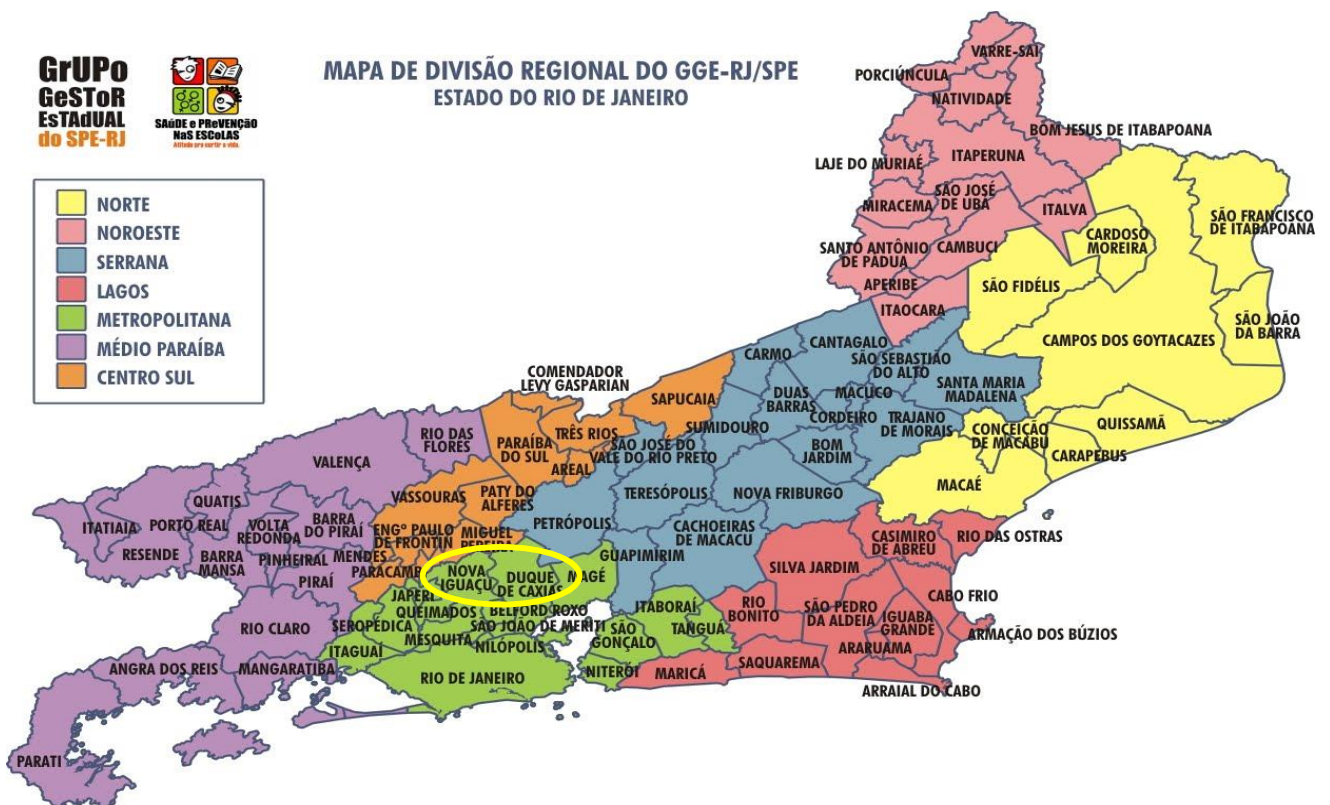 GrUPo
GeSToR
EsTAdUAL
do SPE-RJ
SAúDE e PReVENÇÃO
NaS ESCoLAS
Atitude pra curtir a vida.
MAPA DE DIVISÃO REGIONAL DO GGE-RJ/SPE
ESTADO DO RIO DE JANEIRO
NORTE
NOROESTE
SERRANA
LAGOS
METROPOLITANA
MÉDIO PARAÍBA
CENTRO SUL
VARRE-SAI
PORCIÚNCULA
NATIVIDADE
BOM JESUS DE ITABAPOANA
ITAPERUNA
LAJE DO MURIAÉ
SÃO JOSÉ
DE UBÁ
MIRACEMA
ITALVA
SÃO FRANCISCO
DE ITABAPOANA
CARDOSO
MOREIRA
SANTO ANTÔNIO
DE PÁDUA
CAMBUCI
APERIBE
SÃO FIDÉLIS
ITAOCARA
SÃO JOÃO
DA BARRA
CAMPOS DOS GOYTACAZES
CANTAGALO
CARMO
SÃO SEBASTIÃO
DO ALTO
COMENDADOR
LEVY GASPARIAN
SAPUCAIA
DUAS
BARRAS
MACUCO
SANTA MARIA
MADALENA
CORDEIRO
TRAJANO
DE MORAIS
SUMIDOURO
CONCEIÇÃO
DE MACABU
QUISSAMÃ
CARAPEBUS
RIO DAS
FLORES
PARAÍBA
DO SUL
TRÊS RIOS
SÃO JOSÉ DO
VALE DO RIO PRETO
BOM
JARDIM
AREAL
VALENÇA
MACAÉ
VASSOURAS
PATY DO
ALFERES
TERESÓPOLIS
NOVA FRIBURGO
QUATIS
ITATIAIA
PORTO REAL
VOLTA
REDONDA
BARRA
DO PIRAÍ
ENGº PAULO
DE FRONTIN
MIGUEL
PEREIRA
PETRÓPOLIS
CACHOEIRAS
DE MACACU
CASIMIRO
DE ABREU
RIO DAS OSTRAS
RESENDE
BARRA
MANSA
PINHEIRAL
MENDES
GUAPIMIRIM
PIRAÍ
PARACAMBI
NOVA
IGUAÇU
DUQUE
DE CAXIAS
MAGÉ
SILVA JARDIM
JAPERI
QUEIMADOS
BELFORD ROXO
ITABORAÍ
RIO
BONITO
SÃO PEDRO
DA ALDEIA
IGUABA
GRANDE
CABO FRIO
RIO CLARO
SEROPÉDICA
MESQUITA
SÃO JOÃO DE MERITI
SÃO
GONÇALO
TANGUÁ
ARMAÇÃO DOS BÚZIOS
ITAGUAÍ
NILÓPOLIS
ARARUAMA
ANGRA DOS REIS
MANGARATIBA
RIO DE JANEIRO
NITERÓI
MARICÁ
SAQUAREMA
ARRAIAL DO CABO
PARATI